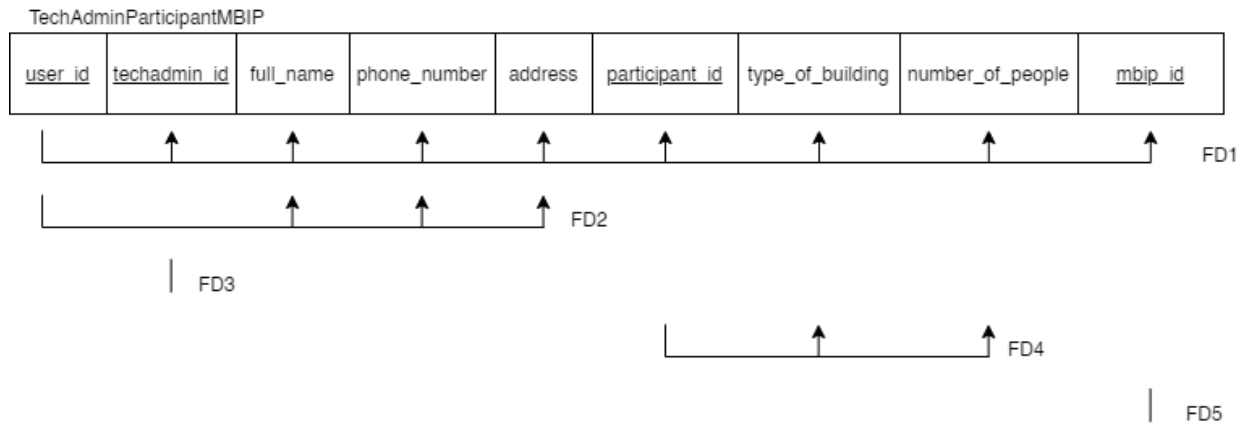 TechAdminParticipantMBIP
user_id techadmin_id full_name phone_number address participant_id type_of_building number_of_people mbip_id
FD1
FD2
FD3
FD4
FD5